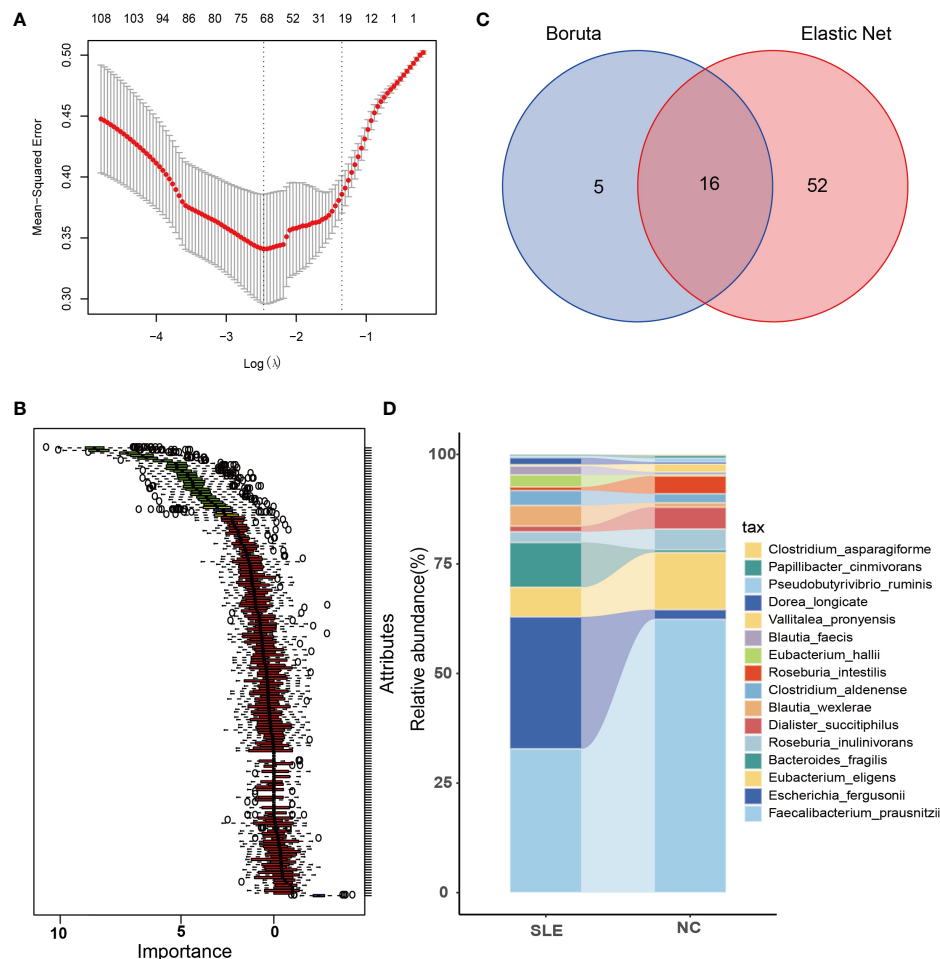 A
108 103 94 86 80 75 68 52 31 19 12 1 1
0.50
0.45
0.40
0.35
0.30
Mean-Squared Error
-4 -3 -2 -1
Log (λ)
C
Boruta
Elastic Net
5
16
52
B
Attributes
10 5 0
Importance
D
100
75
50
25
0
Relative abundance(%)
SLE
NC
tax
Clostridium_asparagiforme
Papillibacter_cinmivorans
Pseudobutyrivibrio_ruminis
Dorea_longicate
Vallitalea_pronyensis
Blautia_faecis
Eubacterium_hallii
Roseburia_intestilis
Clostridium_aldenense
Blautia_wexlerae
Dialister_succitiphilus
Roseburia_inulinivorans
Bacteroides_fragilis
Eubacterium_eligens
Escherichia_fergusonii
Faecalibacterium_prausnitzii